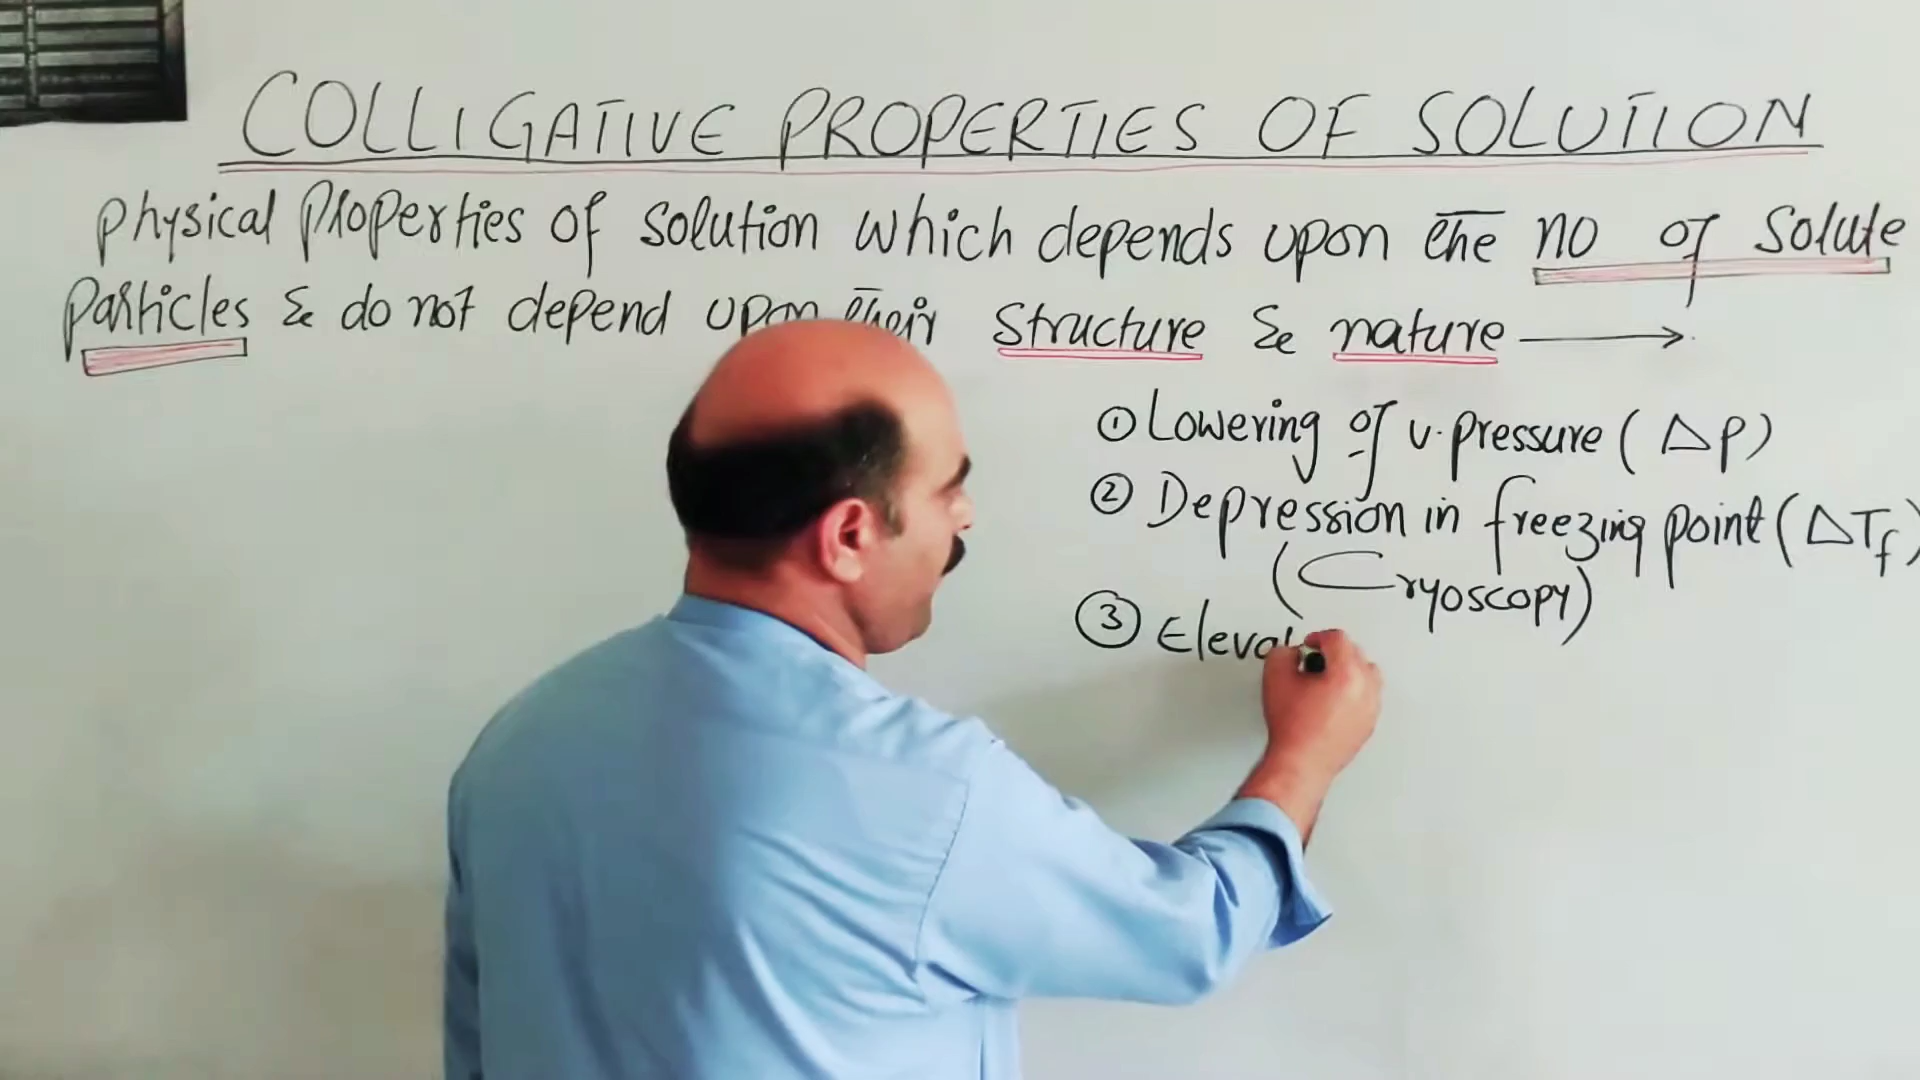 COLLIGATIVE PROPERTIES OF SOLUTION
Physical Properties of solution which depends upon the no of Solute
Particles & do not depend upon their Structure & nature →
① Lowering of v. pressure (ΔP)
② Depression in freezing point (ΔTf)
(Cryoscopy)
③ Eleva